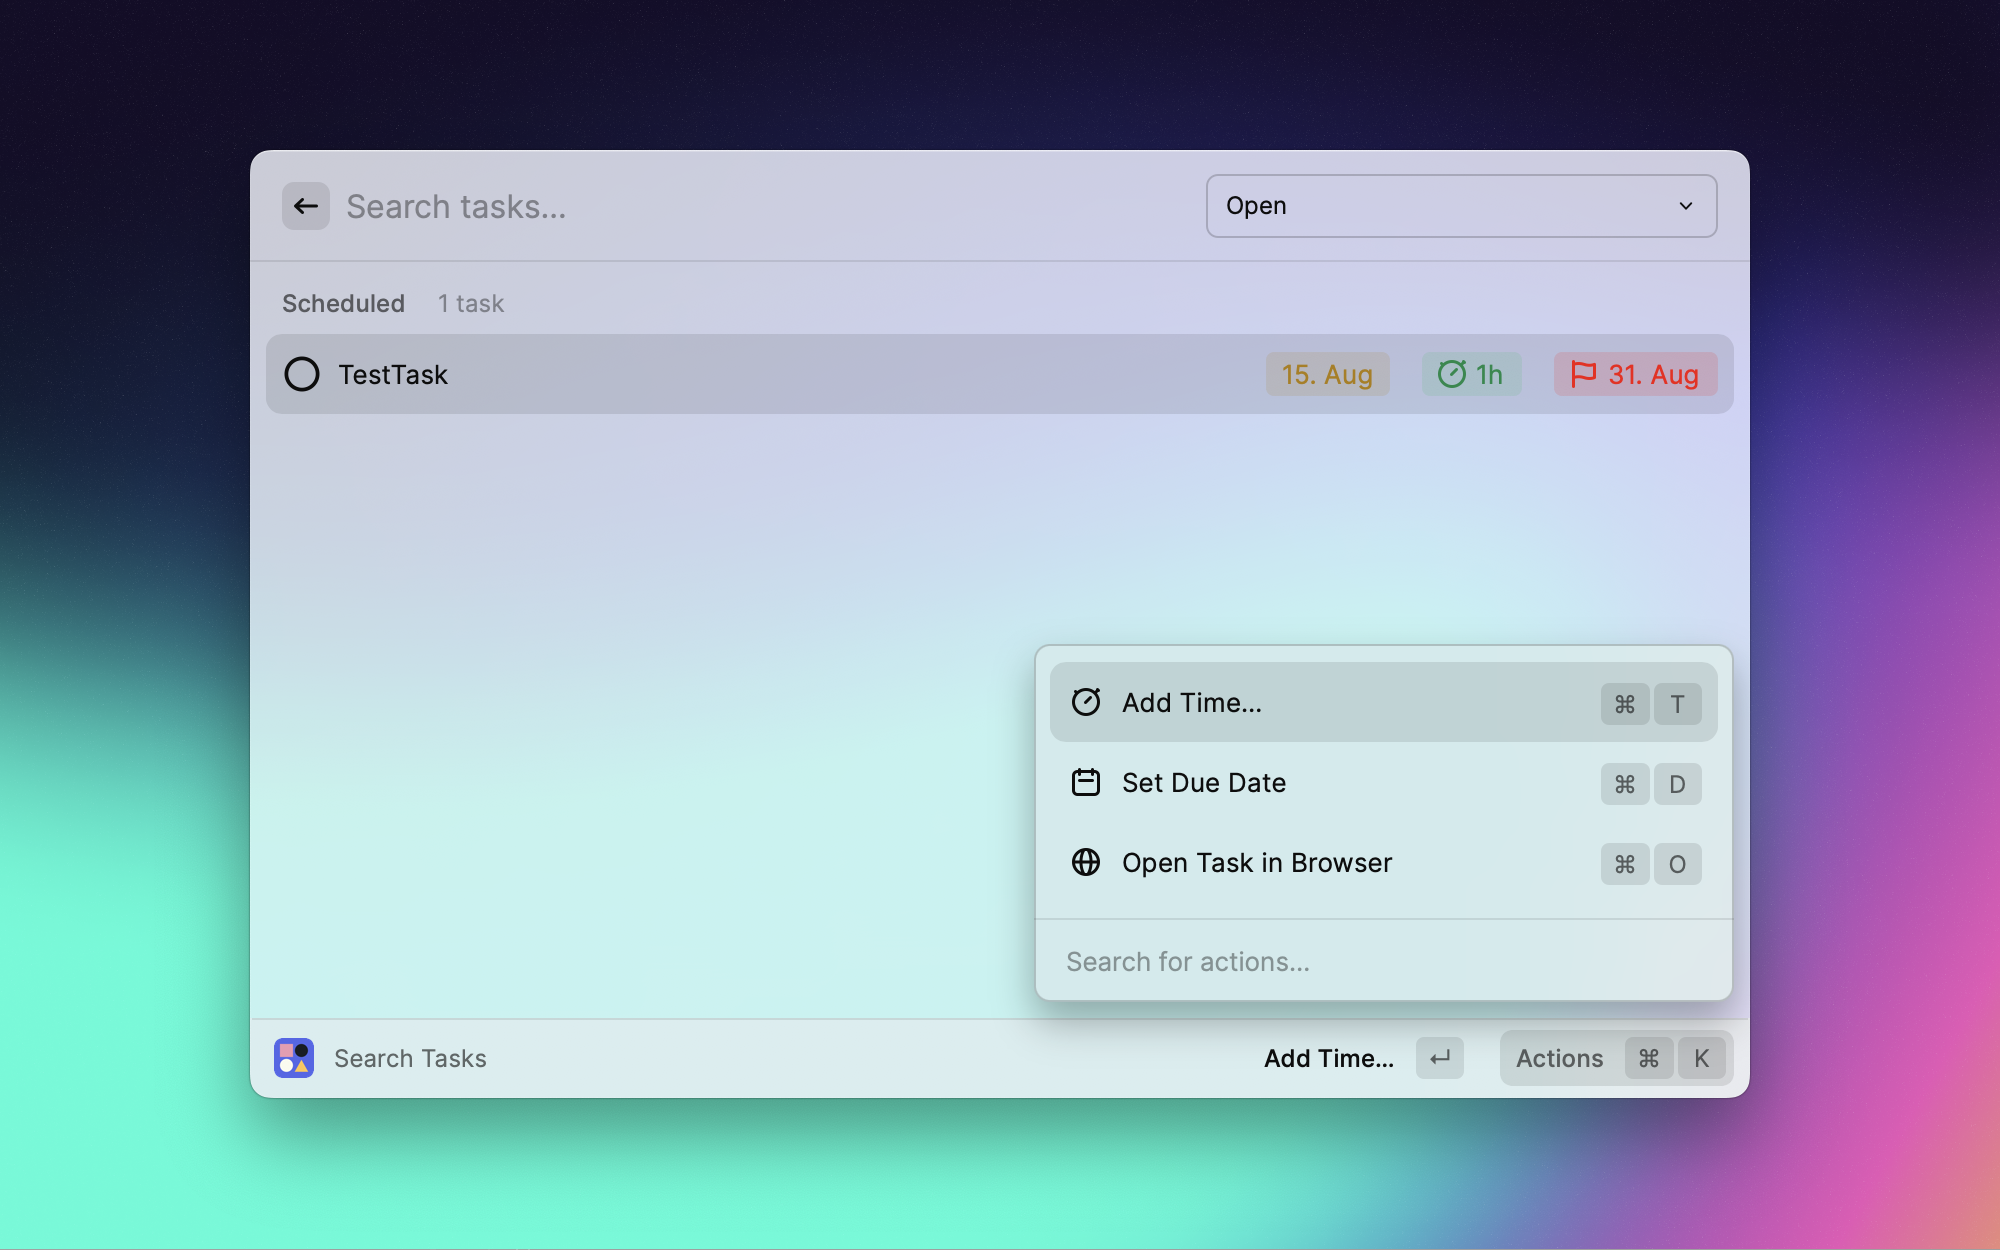 Search tasks...
Open
Scheduled 1 task
TestTask 15. Aug 1h 31. Aug
Add Time... ⌘ T
Set Due Date ⌘ D
Open Task in Browser ⌘ O
Search for actions...
Search Tasks Add Time... ↵ Actions ⌘ K